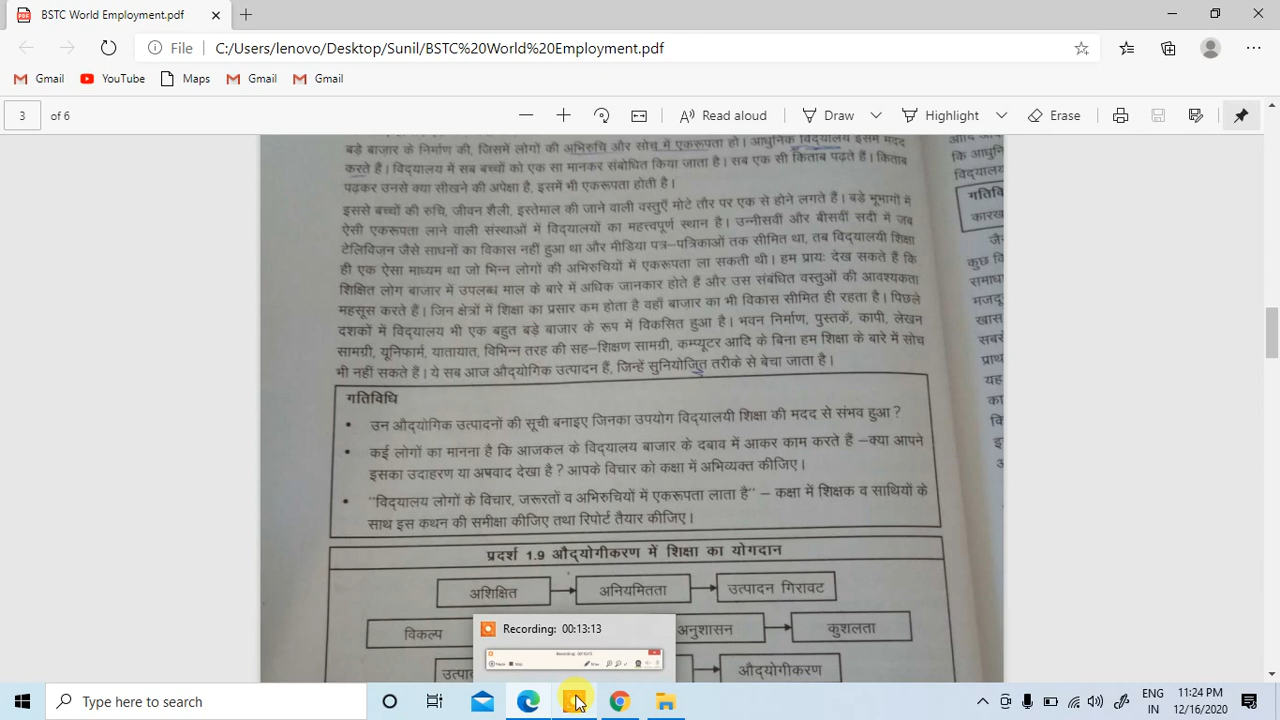 BSTC World Employment.pdf
File C:/Users/lenovo/Desktop/Sunil/BSTC%20World%20Employment.pdf
Gmail YouTube Maps Gmail Gmail
3 of 6 Read aloud Draw Highlight Erase
बड़े बाज़ार के निर्माण की, जिसमें लोगों की अभिरुचि और सोच में एकरूपता हो। आधुनिक विद्यालय इसमें मदद
करते हैं। विद्यालय में सब बच्चों को एक सा मानकर संबोधित किया जाता है। सब एक सी किताब पढ़ते हैं। किताब
पढ़कर उनसे क्या सीखने की अपेक्षा है, इसमें भी एकरूपता होती है।
इससे बच्चों की रुचि, जीवन शैली, इस्तेमाल की जाने वाली वस्तुएँ मोटे तौर पर एक से होने लगते हैं। बड़े भूभागों में
ऐसी एकरूपता लाने वाली संस्थाओं में विद्यालयों का महत्त्वपूर्ण स्थान है। उन्नीसवीं और बीसवीं सदी में जब
टेलिविज़न जैसे साधनों का विकास नहीं हुआ था और मीडिया पत्र–पत्रिकाओं तक सीमित था, तब विद्यालयी शिक्षा
ही एक ऐसा माध्यम था जो भिन्न लोगों की अभिरुचियों में एकरूपता ला सकती थी। हम प्रायः देख सकते हैं कि
शिक्षित लोग बाजार में उपलब्ध माल के बारे में अधिक जानकार होते हैं और उस संबंधित वस्तुओं की आवश्यकता
महसूस करते हैं। जिन क्षेत्रों में शिक्षा का प्रसार कम होता है वहाँ बाजार का भी विकास सीमित ही रहता है। पिछले
दशकों में विद्यालय भी एक बहुत बड़े बाजार के रूप में विकसित हुआ है। भवन निर्माण, पुस्तकें, कापी, लेखन
सामग्री, यूनिफार्म, यातायात, विभिन्न तरह की सह–शिक्षण सामग्री, कम्प्यूटर आदि के बिना हम शिक्षा के बारे में सोच
भी नहीं सकते हैं। ये सब आज औद्योगिक उत्पादन हैं, जिन्हें सुनियोजित तरीके से बेचा जाता है।
गतिविधि
• उन औद्योगिक उत्पादनों की सूची बनाइए जिनका उपयोग विद्यालयी शिक्षा की मदद से संभव हुआ?
• कई लोगों का मानना है कि आजकल के विद्यालय बाजार के दबाव में आकर काम करते हैं –क्या आपने
इसका उदाहरण या अपवाद देखा है? आपके विचार को कक्षा में अभिव्यक्त कीजिए।
• "विद्यालय लोगों के विचार, जरूरतों व अभिरुचियों में एकरूपता लाता है" – कक्षा में शिक्षक व साथियों के
साथ इस कथन की समीक्षा कीजिए तथा रिपोर्ट तैयार कीजिए।
प्रदर्श 1.9 औद्योगीकरण में शिक्षा का योगदान
अशिक्षित अनियमितता उत्पादन गिरावट
विकल्प अनुशासन कुशलता
औद्योगीकरण
कि आधुनि
विद्यालय
गतिवि
कारख
जै
कुछ वि
समाधा
मजदू
खास
सबसे
प्राथ
यह
का
Recording: 00:13:13
Type here to search
ENG 11:24 PM
IN 12/16/2020